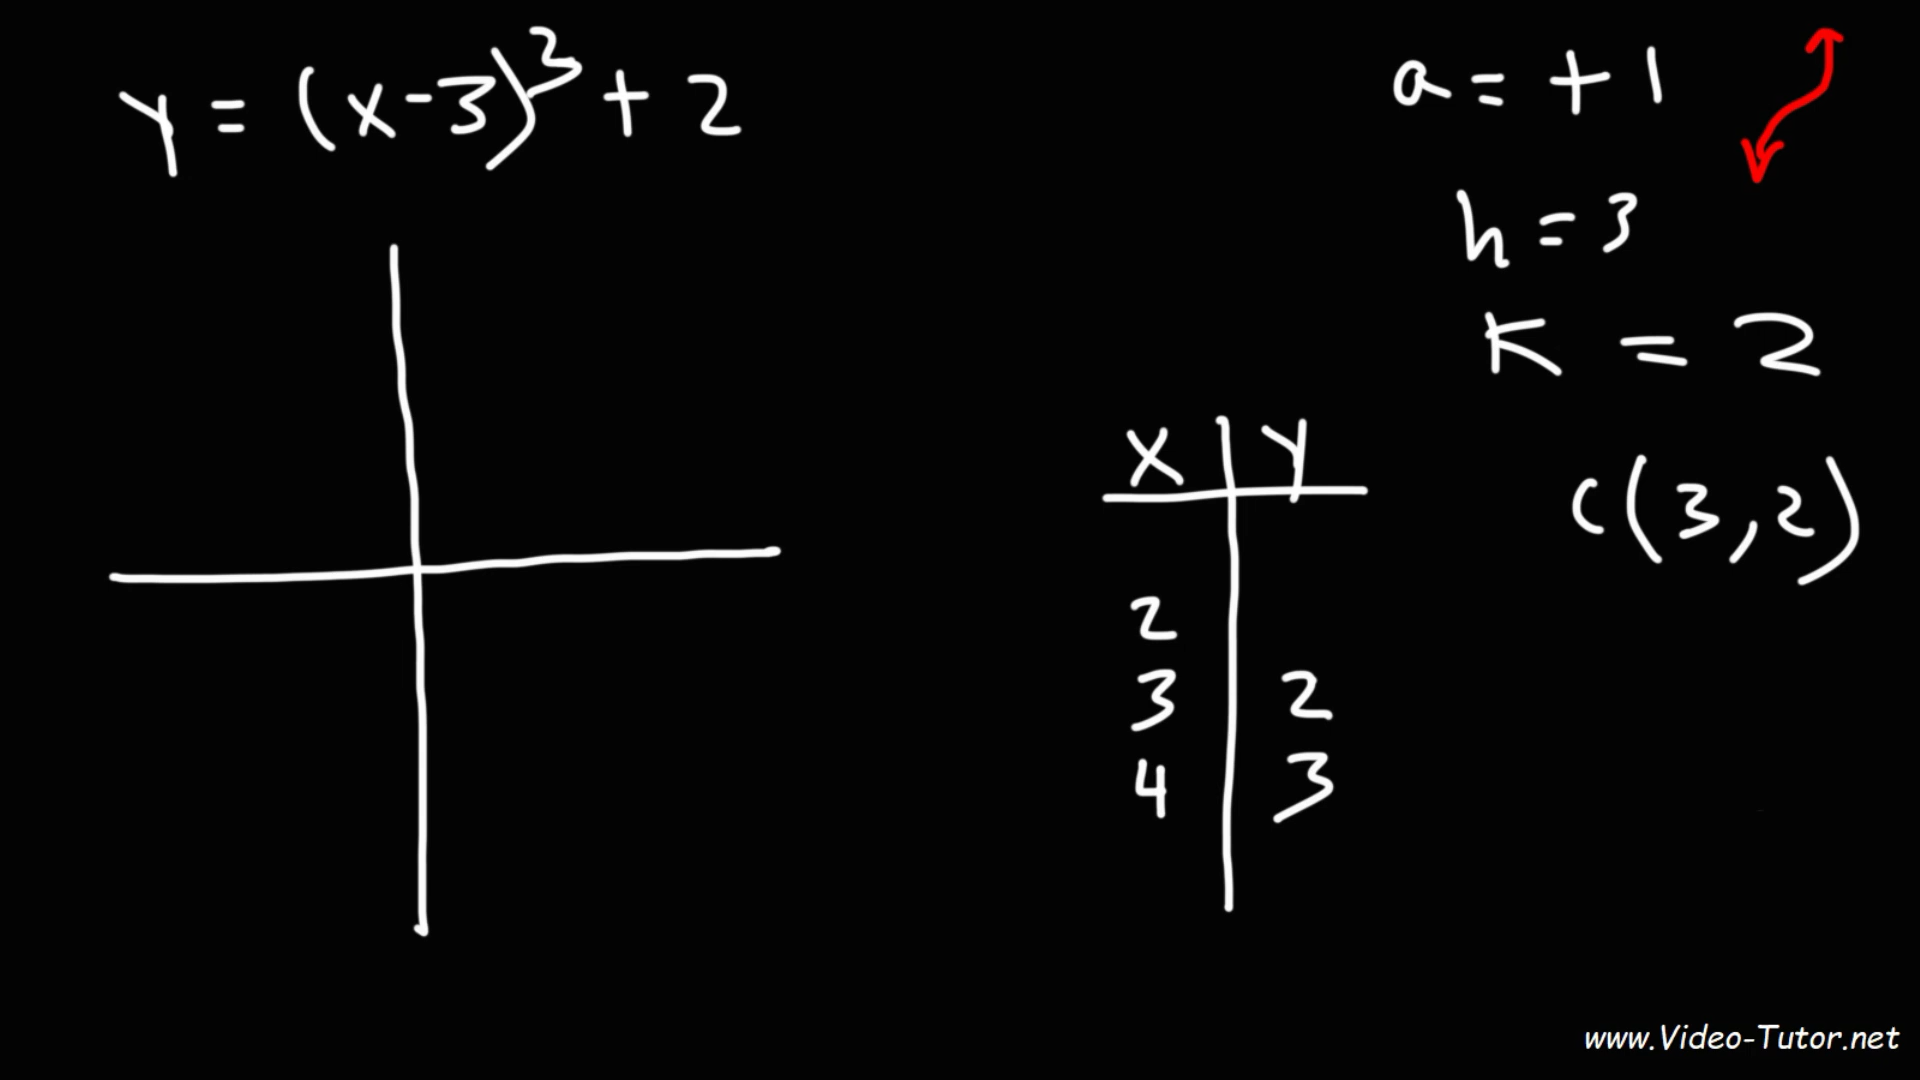 y = (x-3)³ + 2
a = +1
h = 3
K = 2
C(3,2)
x y
2
3 2
4 3
www.Video-Tutor.net